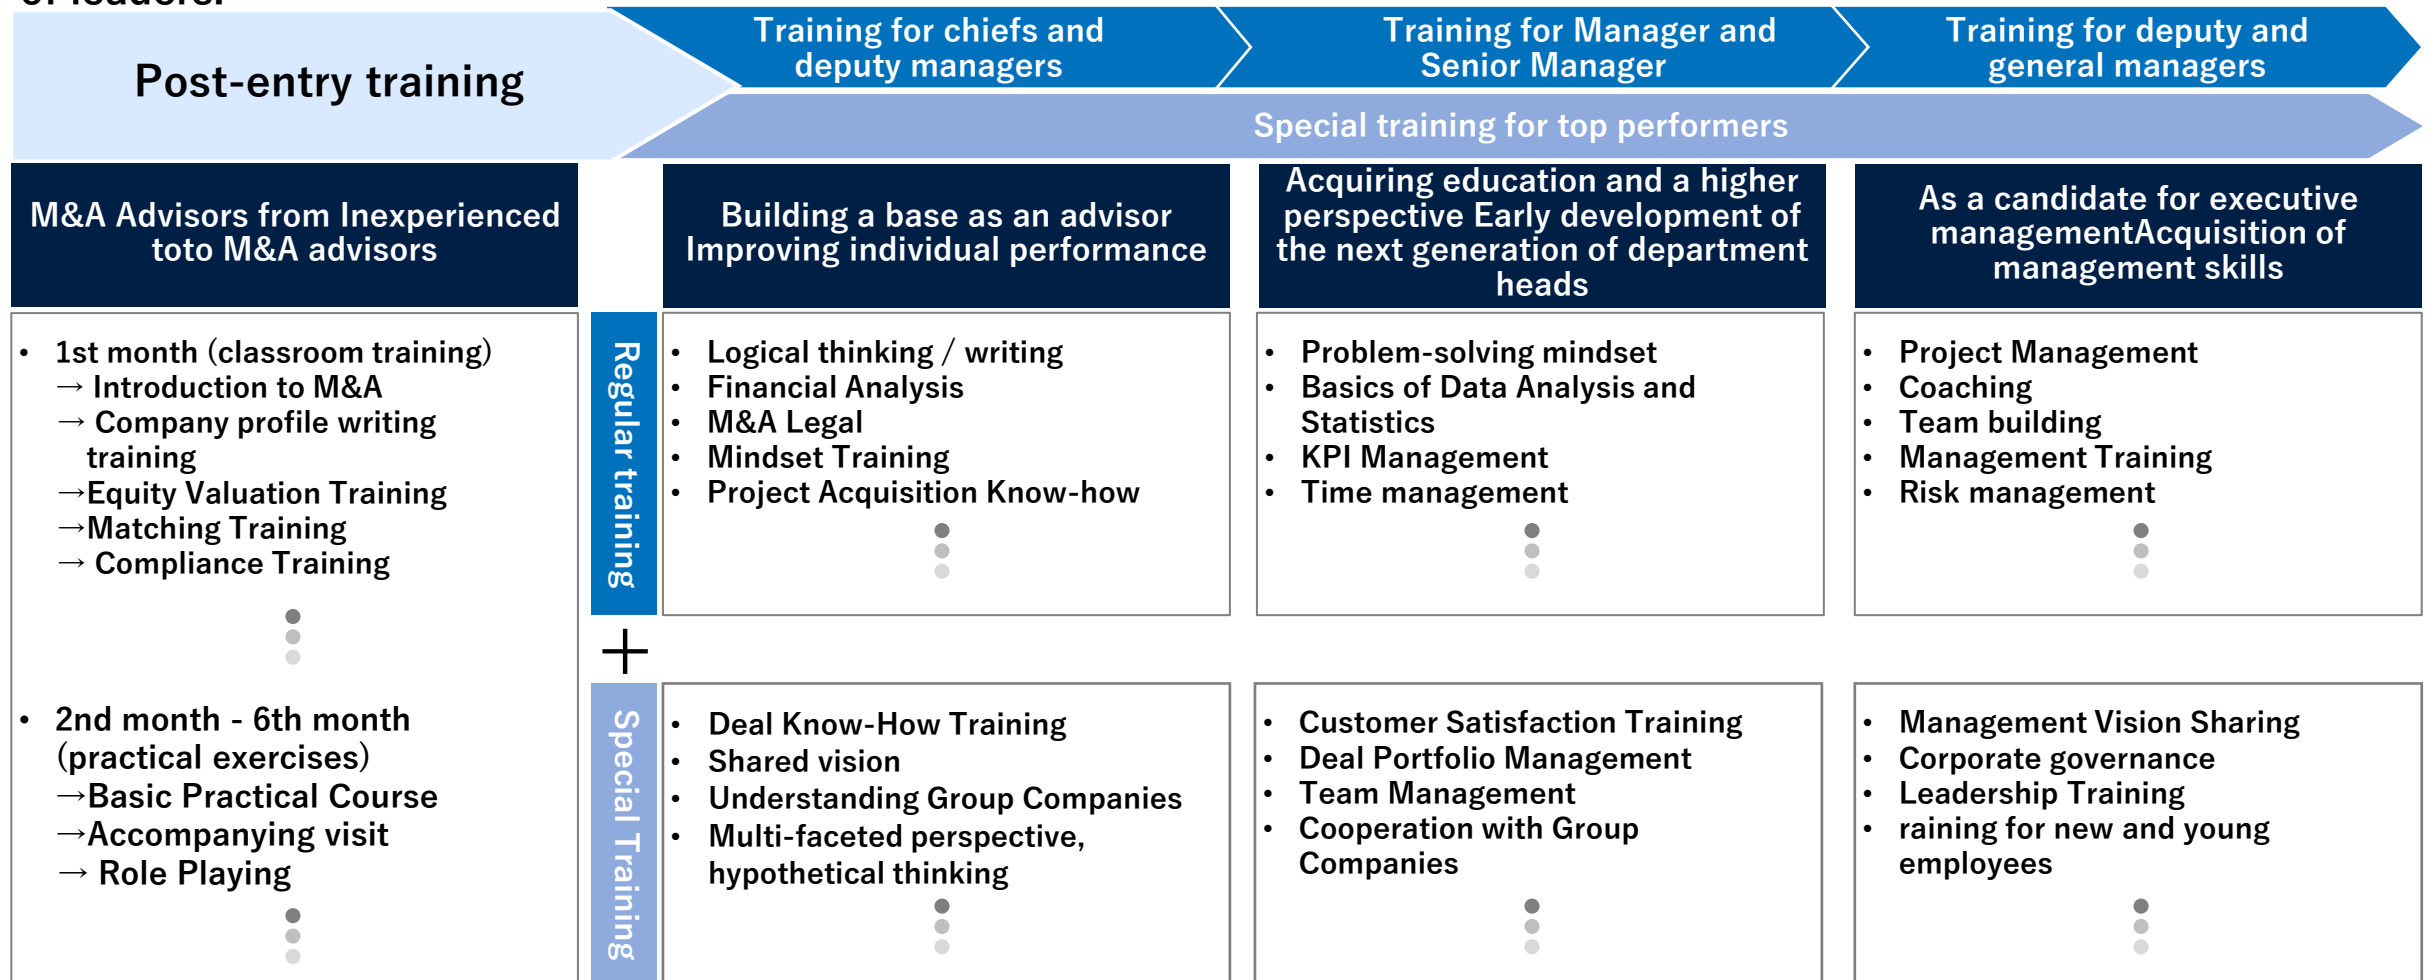 of leaders.
Post-entry training
Training for chiefs and
deputy managers
Training for Manager and
Senior Manager
Training for deputy and
general managers
Special training for top performers
M&A Advisors from Inexperienced
toto M&A advisors
Building a base as an advisor
Improving individual performance
Acquiring education and a higher
perspective Early development of
the next generation of department
heads
As a candidate for executive
managementAcquisition of
management skills
• 1st month (classroom training)
→ Introduction to M&A
→ Company profile writing
training
→Equity Valuation Training
→Matching Training
→ Compliance Training
• 2nd month - 6th month
(practical exercises)
→Basic Practical Course
→Accompanying visit
→ Role Playing
Regular training
• Logical thinking / writing
• Financial Analysis
• M&A Legal
• Mindset Training
• Project Acquisition Know-how
• Problem-solving mindset
• Basics of Data Analysis and
Statistics
• KPI Management
• Time management
• Project Management
• Coaching
• Team building
• Management Training
• Risk management
+
Special Training
• Deal Know-How Training
• Shared vision
• Understanding Group Companies
• Multi-faceted perspective,
hypothetical thinking
• Customer Satisfaction Training
• Deal Portfolio Management
• Team Management
• Cooperation with Group
Companies
• Management Vision Sharing
• Corporate governance
• Leadership Training
• raining for new and young
employees